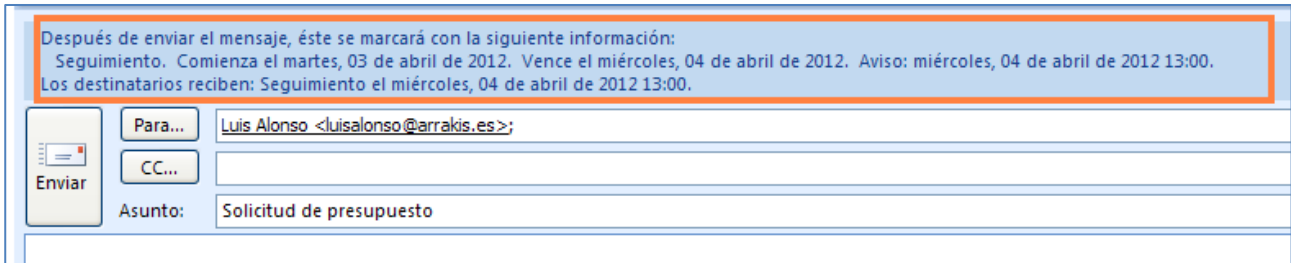 Después de enviar el mensaje, éste se marcará con la siguiente información:
Seguimiento. Comienza el martes, 03 de abril de 2012. Vence el miércoles, 04 de abril de 2012. Aviso: miércoles, 04 de abril de 2012 13:00.
Los destinatarios reciben: Seguimiento el miércoles, 04 de abril de 2012 13:00.
Para... Luis Alonso <luisalonso@arrakis.es>;
CC...
Enviar
Asunto: Solicitud de presupuesto